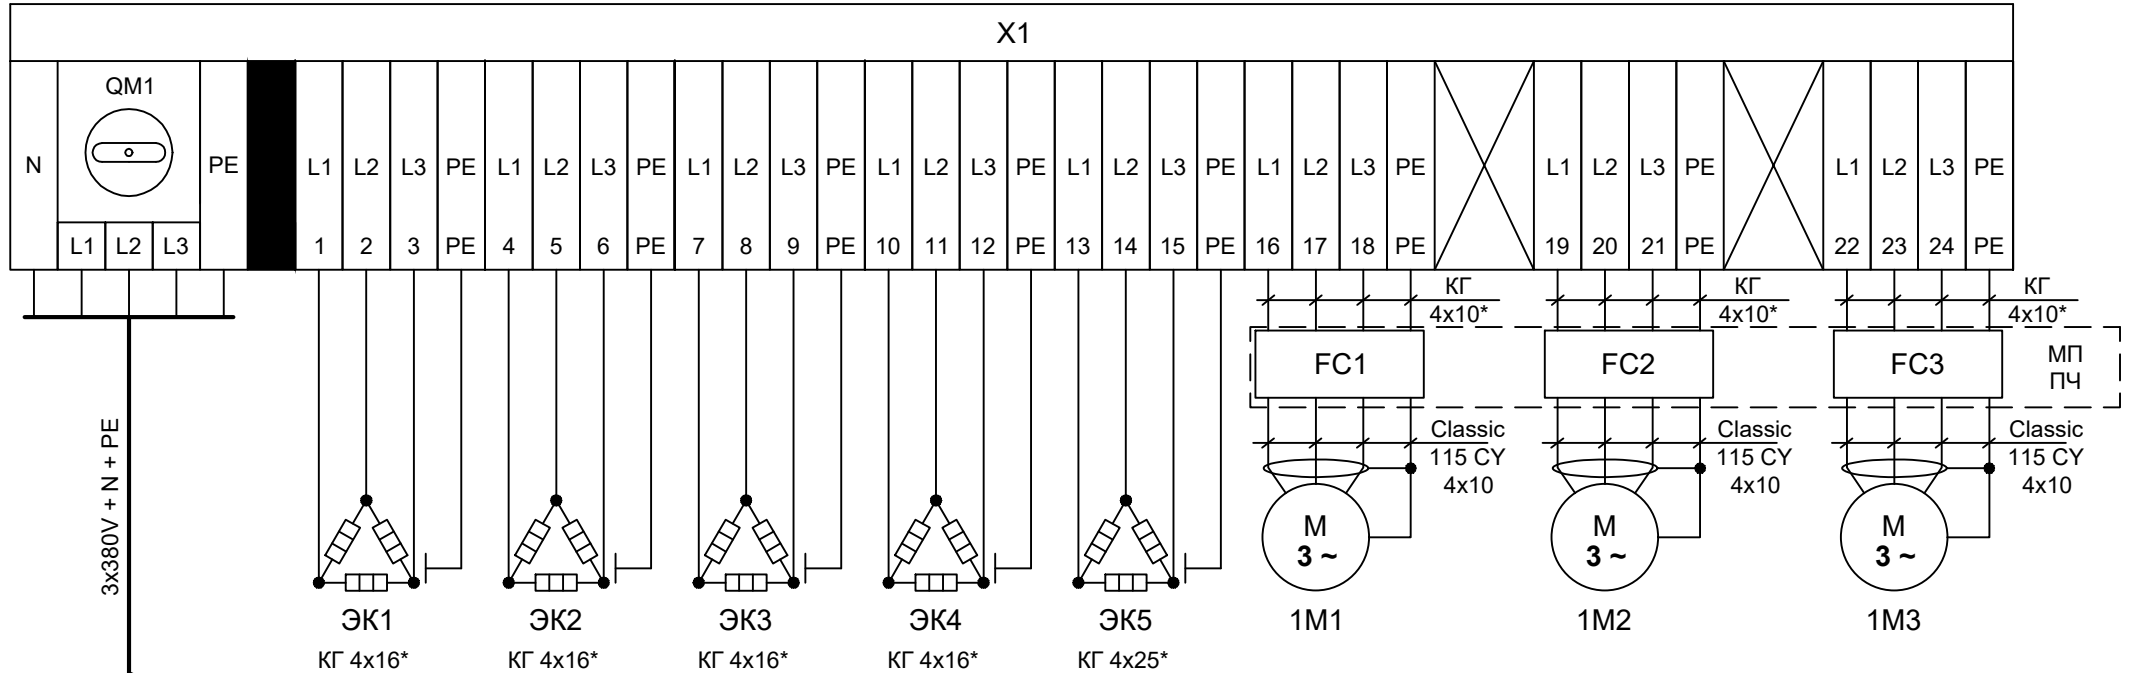 X1
QM1
N PE L1 L2 L3 PE L1 L2 L3 PE L1 L2 L3 PE L1 L2 L3 PE L1 L2 L3 PE L1 L2 L3 PE L1 L2 L3 PE L1 L2 L3 PE
L1 L2 L3 1 2 3 PE 4 5 6 PE 7 8 9 PE 10 11 12 PE 13 14 15 PE 16 17 18 PE 19 20 21 PE 22 23 24 PE
КГ КГ КГ
4x10* 4x10* 4x10*
FC1 FC2 FC3
МП
ПЧ
3x380V + N + PE
Classic Classic Classic
115 CY 115 CY 115 CY
4x10 4x10 4x10
M M M
3 ~ 3 ~ 3 ~
ЭК1 ЭК2 ЭК3 ЭК4 ЭК5 1M1 1M2 1M3
КГ 4x16* КГ 4x16* КГ 4x16* КГ 4x16* КГ 4x25*